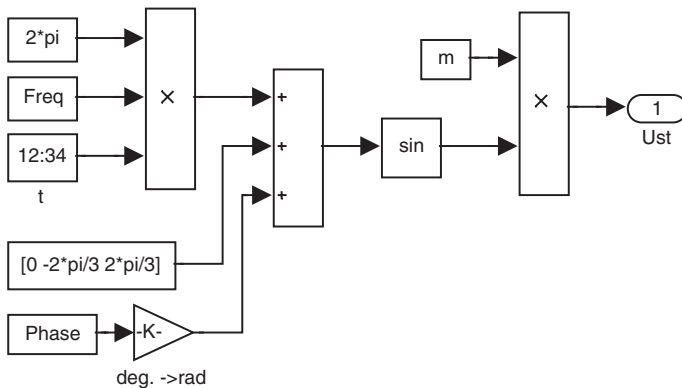 2*pi
Freq
12:34
t
×
[0 -2*pi/3 2*pi/3]
Phase
-K-
deg. ->rad
+
+
+
sin
m
×
1
Ust